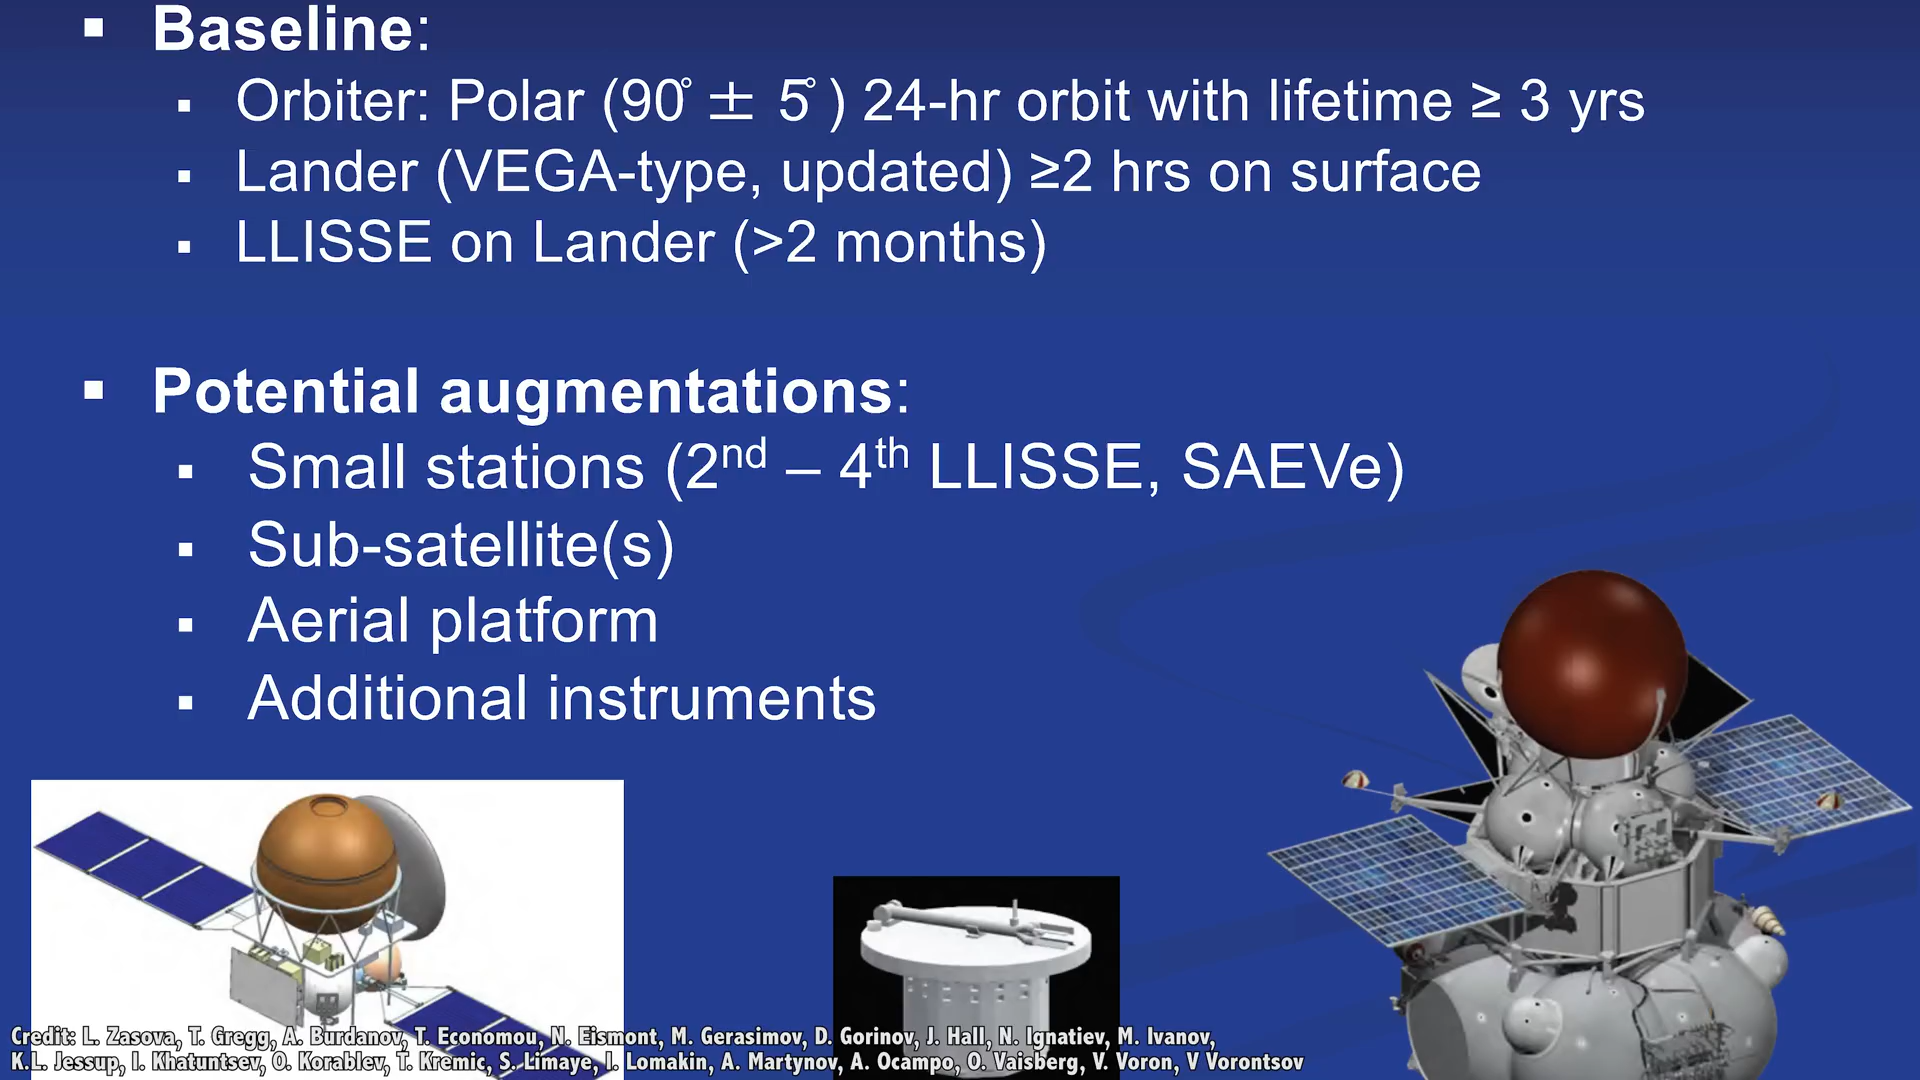 ▪ Baseline:
▪ Orbiter: Polar (90° ± 5°) 24-hr orbit with lifetime ≥ 3 yrs
▪ Lander (VEGA-type, updated) ≥2 hrs on surface
▪ LLISSE on Lander (>2 months)
▪ Potential augmentations:
▪ Small stations (2nd – 4th LLISSE, SAEVe)
▪ Sub-satellite(s)
▪ Aerial platform
▪ Additional instruments
Credit: L. Zasova, T. Gregg, A. Burdanov, T. Economou, N. Eismont, M. Gerasimov, D. Gorinov, J. Hall, N. Ignatiev, M. Ivanov,
K.L. Jessup, I. Khatuntsev, O. Korablev, T. Kremic, S. Limaye, I. Lomakin, A. Martynov, A. Ocampo, O. Vaisberg, V. Voron, V Vorontsov